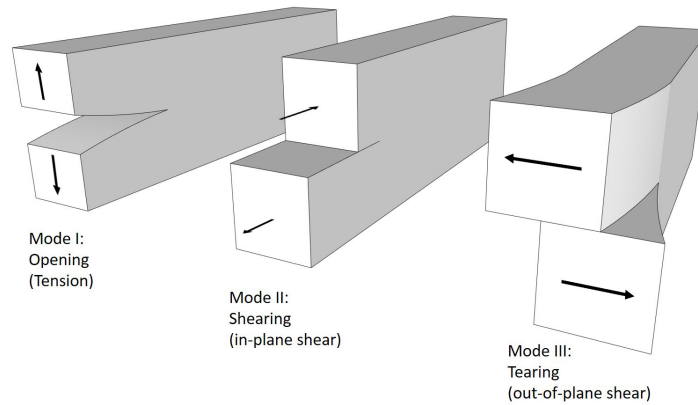 Mode I:
Opening
(Tension)
Mode II:
Shearing
(in-plane shear)
Mode III:
Tearing
(out-of-plane shear)